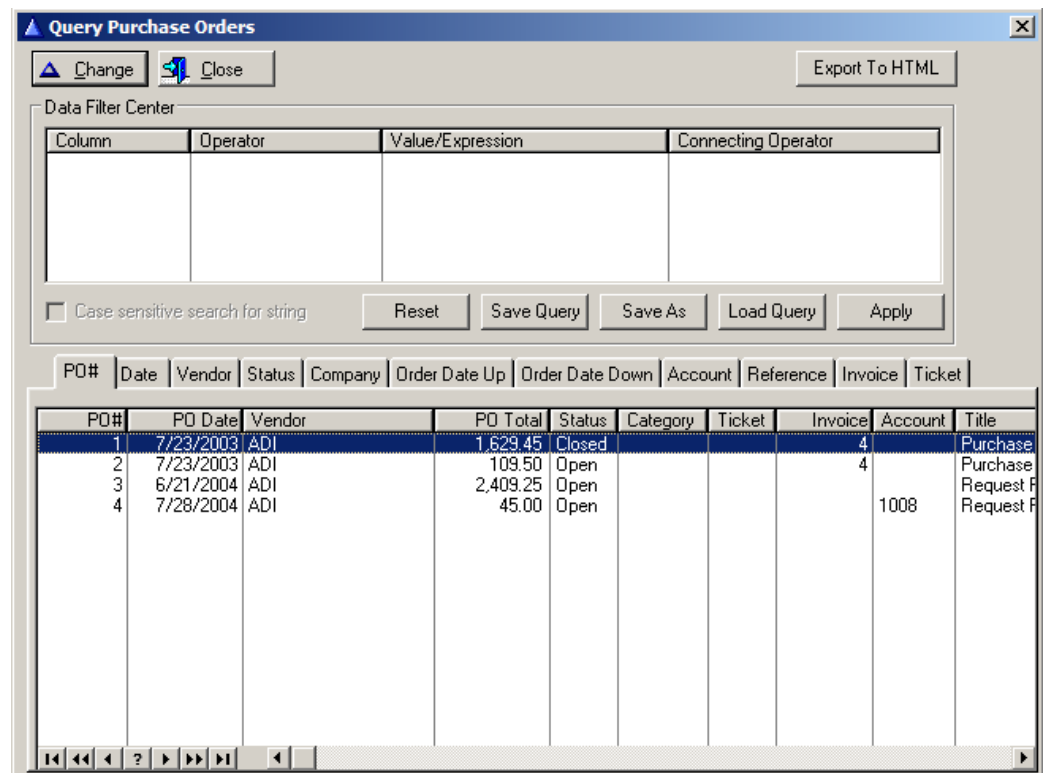 Query Purchase Orders
Change Close Export To HTML
Data Filter Center
Column Operator Value/Expression Connecting Operator
Case sensitive search for string Reset Save Query Save As Load Query Apply
PO# Date Vendor Status Company Order Date Up Order Date Down Account Reference Invoice Ticket
PO# PO Date Vendor PO Total Status Category Ticket Invoice Account Title
1 7/23/2003 ADI 1,629.45 Closed 4 Purchase
2 7/23/2003 ADI 109.50 Open 4 Purchase
3 6/21/2004 ADI 2,409.25 Open Request
4 7/28/2004 ADI 45.00 Open 1008 Request
?